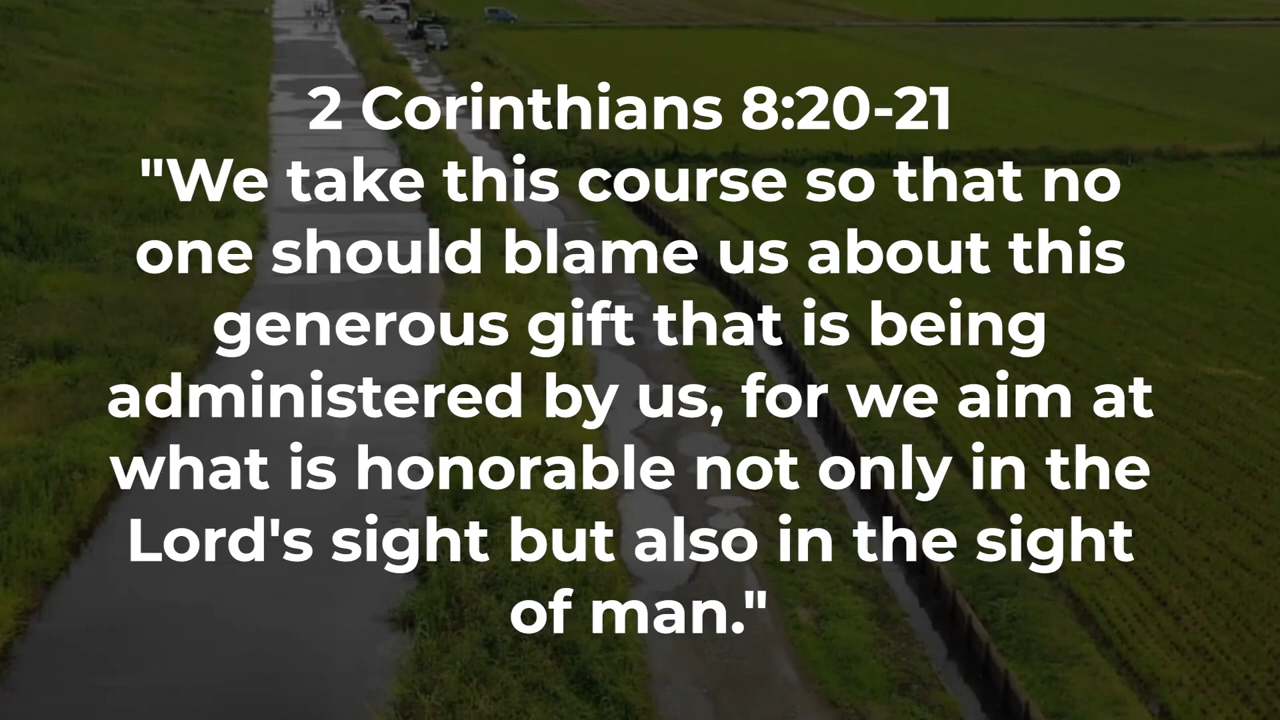 2 Corinthians 8:20-21
"We take this course so that no
one should blame us about this
generous gift that is being
administered by us, for we aim at
what is honorable not only in the
Lord's sight but also in the sight
of man."